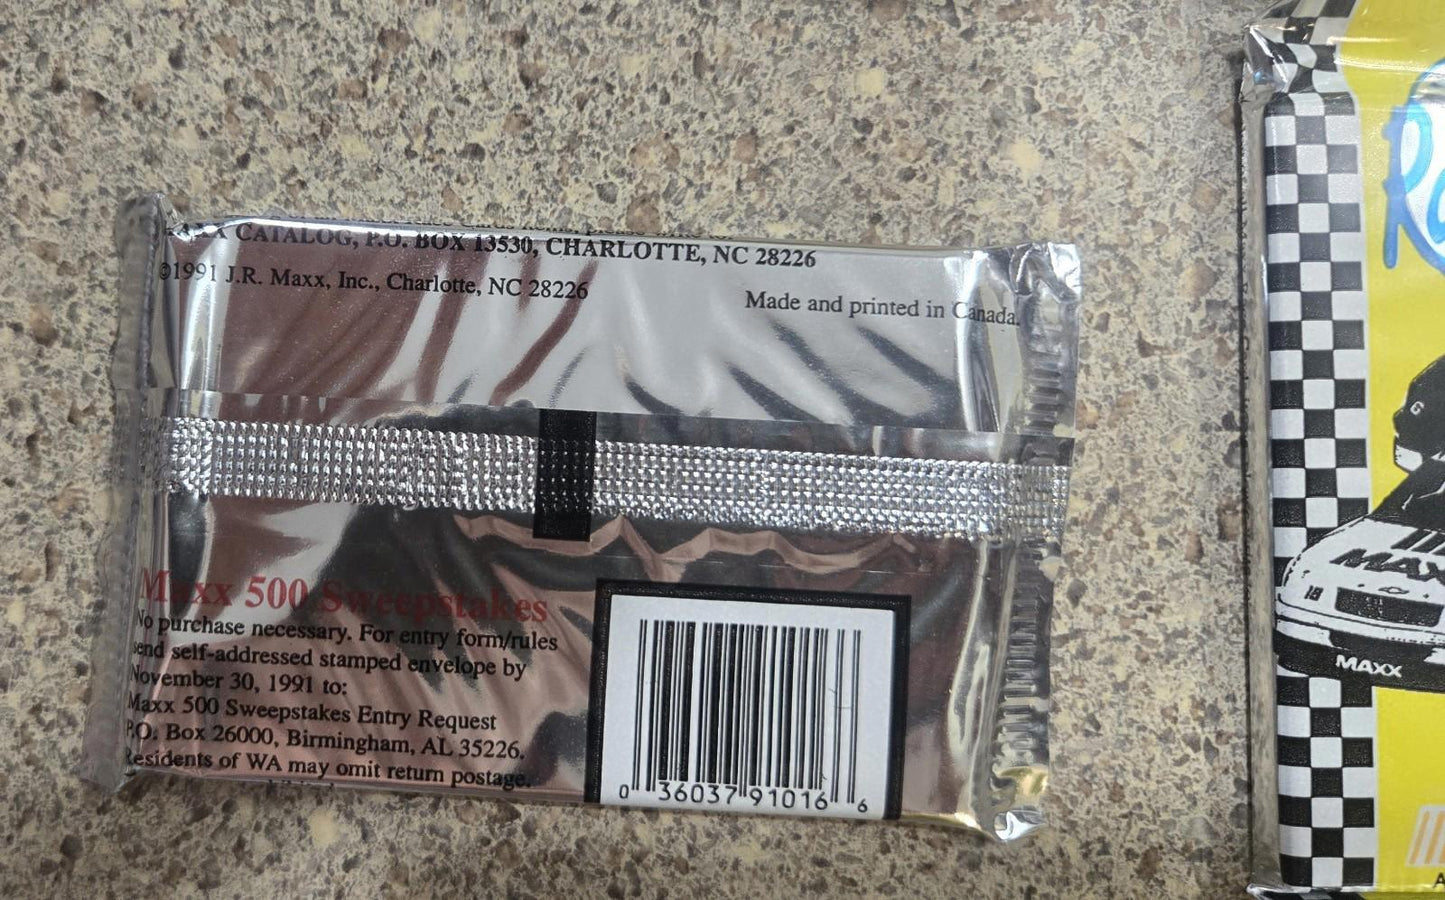 CATALOG, P.O. BOX 13530, CHARLOTTE, NC 28226
©1991 J.R. Maxx, Inc., Charlotte, NC 28226
Made and printed in Canada.
Maxx 500 Sweepstakes
No purchase necessary. For entry form/rules
send self-addressed stamped envelope by
November 30, 1991 to:
Maxx 500 Sweepstakes Entry Request
P.O. Box 26000, Birmingham, AL 35226.
Residents of WA may omit return postage.
0 36037 91016 6
G
MAX
18
MAXX
A